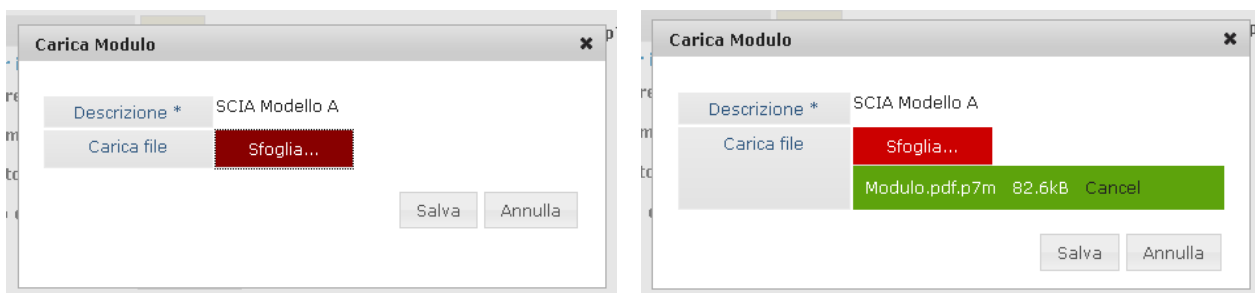 Carica Modulo
Descrizione *
SCIA Modello A
Carica file
Sfoglia...
Salva
Annulla
Carica Modulo
Descrizione *
SCIA Modello A
Carica file
Sfoglia...
Modulo.pdf.p7m 82.6kB Cancel
Salva
Annulla